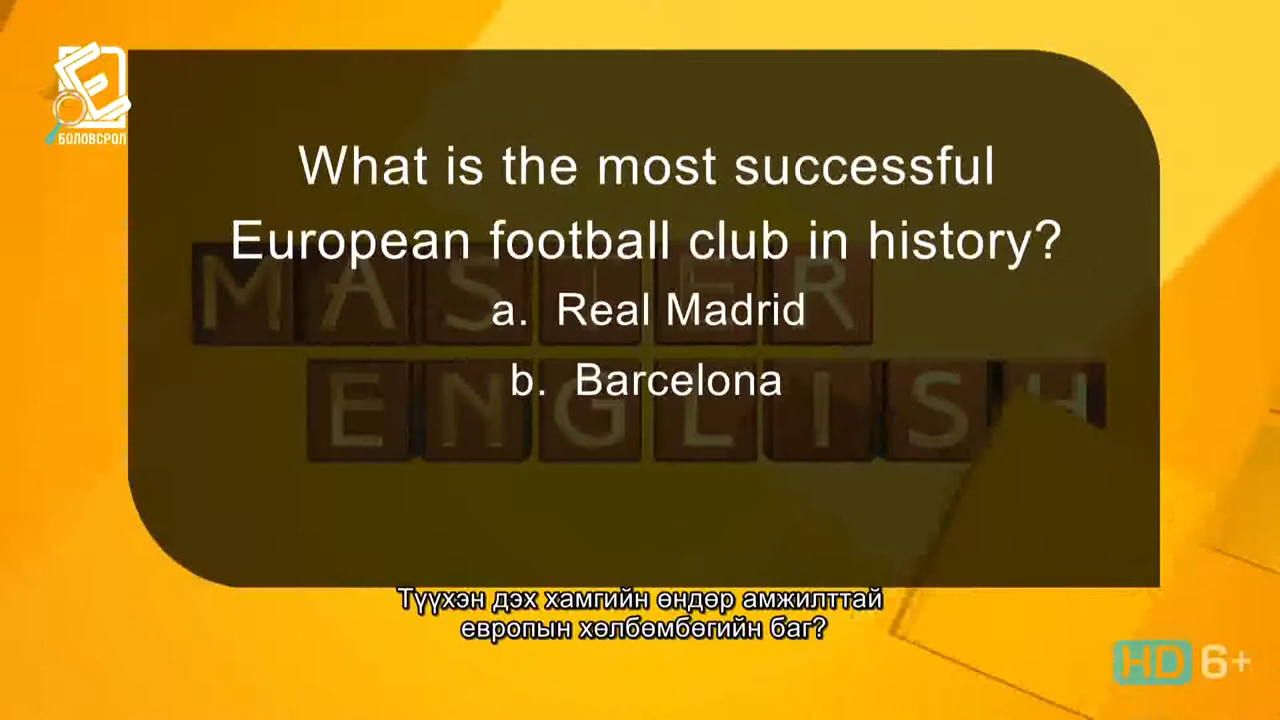 БОЛОВСРОЛ
What is the most successful
European football club in history?
a. Real Madrid
b. Barcelona
MASTER
ENGLISH
Түүхэн дэх хамгийн өндөр амжилттай
европын хөлбөмбөгийн баг?
HD 6+